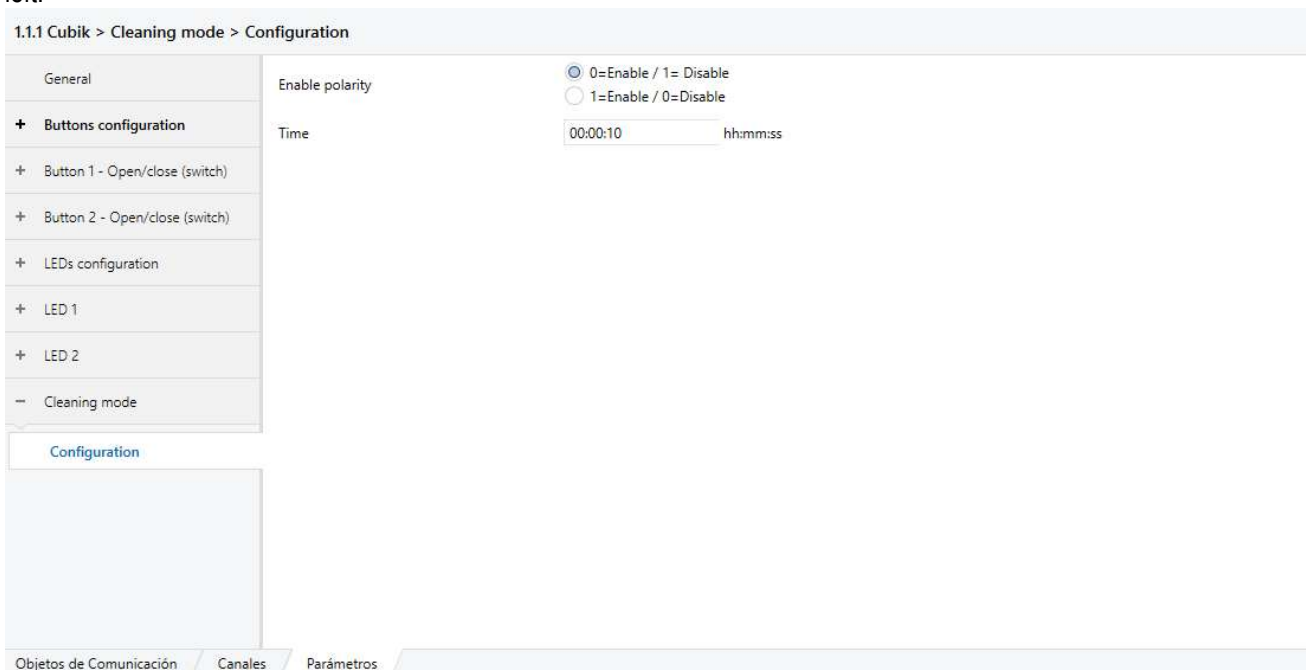 1.1.1 Cubik > Cleaning mode > Configuration
General
+ Buttons configuration
+ Button 1 - Open/close (switch)
+ Button 2 - Open/close (switch)
+ LEDs configuration
+ LED 1
+ LED 2
− Cleaning mode
Configuration
Enable polarity
0=Enable / 1= Disable
1=Enable / 0=Disable
Time 00:00:10 hh:mm:ss
Objetos de Comunicación Canales Parámetros